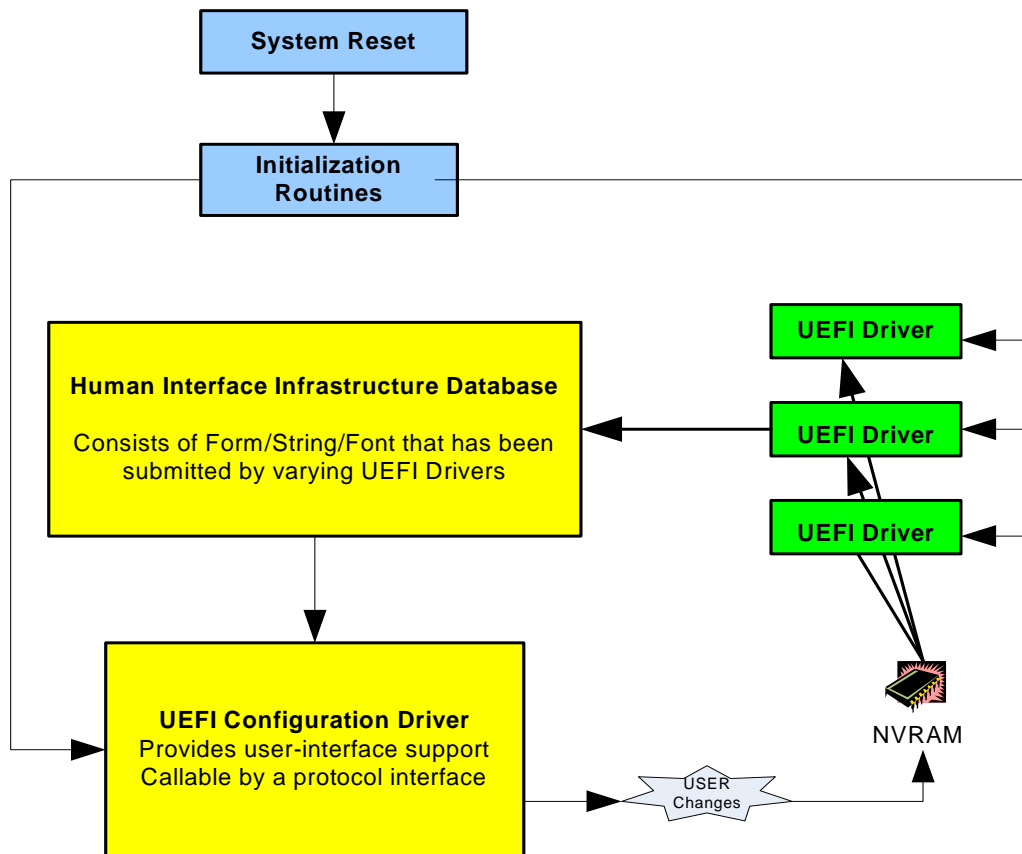 System Reset
Initialization
Routines
UEFI Driver
Human Interface Infrastructure Database
Consists of Form/String/Font that has been
submitted by varying UEFI Drivers
UEFI Driver
UEFI Driver
UEFI Configuration Driver
Provides user-interface support
Callable by a protocol interface
NVRAM
USER
Changes